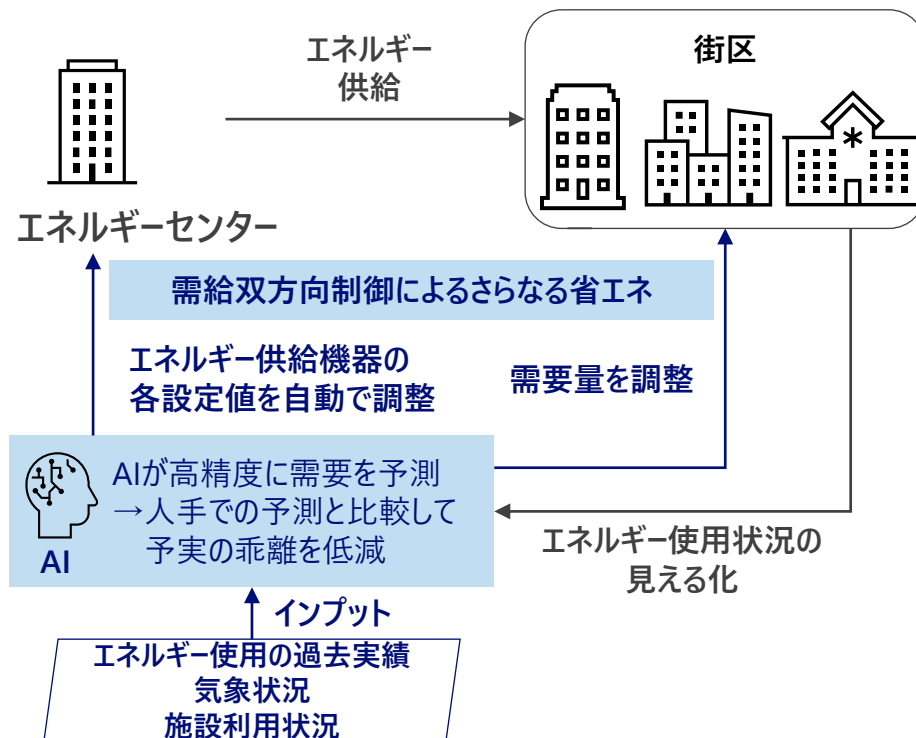 エネルギー
供給
街区
エネルギーセンター
需給双方向制御によるさらなる省エネ
エネルギー供給機器の
各設定値を自動で調整
需要量を調整
AIが高精度に需要を予測
→人手での予測と比較して
予実の乖離を低減
AI
エネルギー使用状況の
見える化
インプット
エネルギー使用の過去実績
気象状況
施設利用状況